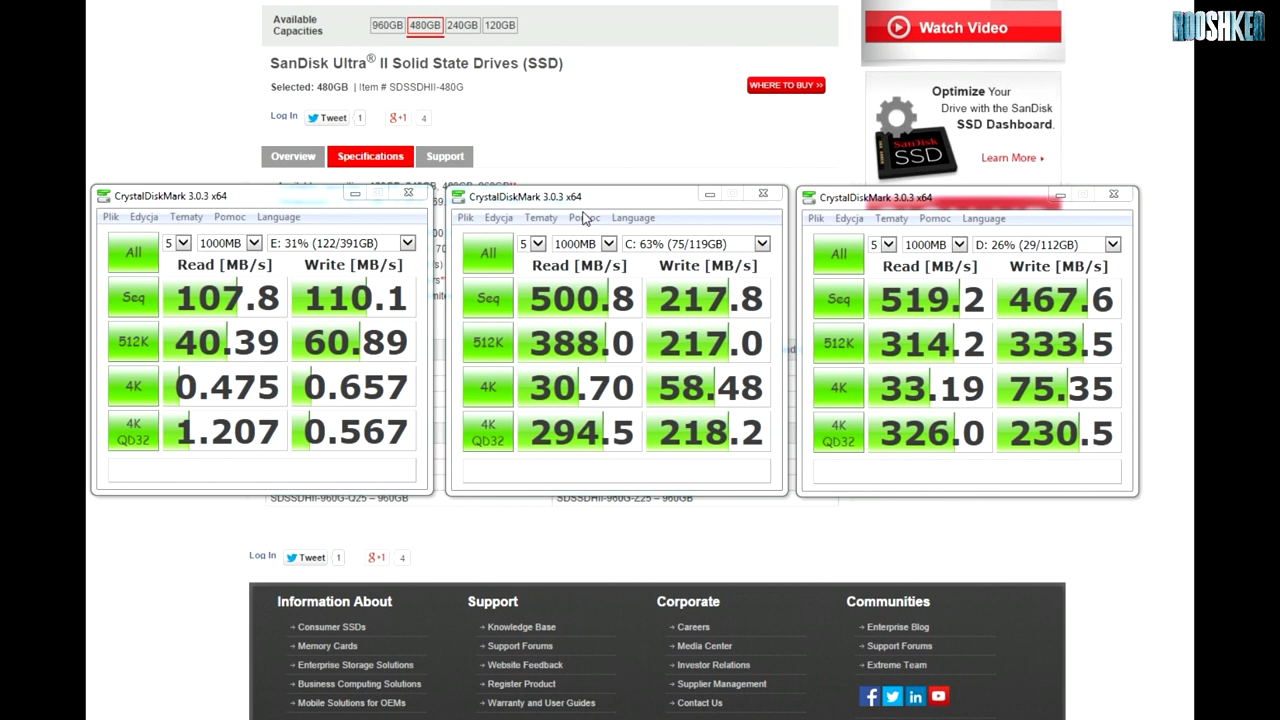 Available
Capacities
960GB 480GB 240GB 120GB
SanDisk Ultra® II Solid State Drives (SSD)
Selected: 480GB | Item # SDSSDHII-480G
WHERE TO BUY »
Log In Tweet 1 g+1 4
Overview Specifications Support
Watch Video
ROOSHKER
Optimize Your
Drive with the SanDisk
SSD Dashboard.
SanDisk
SSD
Learn More
CrystalDiskMark 3.0.3 x64
Plik Edycja Tematy Pomoc Language
All 5 1000MB E: 31% (122/391GB)
Read [MB/s] Write [MB/s]
Seq 107.8 110.1
512K 40.39 60.89
4K 0.475 0.657
4K QD32 1.207 0.567
CrystalDiskMark 3.0.3 x64
Plik Edycja Tematy Pomoc Language
All 5 1000MB C: 63% (75/119GB)
Read [MB/s] Write [MB/s]
Seq 500.8 217.8
512K 388.0 217.0
4K 30.70 58.48
4K QD32 294.5 218.2
CrystalDiskMark 3.0.3 x64
Plik Edycja Tematy Pomoc Language
All 5 1000MB D: 26% (29/112GB)
Read [MB/s] Write [MB/s]
Seq 519.2 467.6
512K 314.2 333.5
4K 33.19 75.35
4K QD32 326.0 230.5
SDSSDHII-960G-Q25 – 960GB SDSSDHII-960G-Z25 – 960GB
Log In Tweet 1 g+1 4
Information About
Consumer SSDs
Memory Cards
Enterprise Storage Solutions
Business Computing Solutions
Mobile Solutions for OEMs
Support
Knowledge Base
Support Forums
Website Feedback
Register Product
Warranty and User Guides
Corporate
Careers
Media Center
Investor Relations
Supplier Management
Contact Us
Communities
Enterprise Blog
Support Forums
Extreme Team